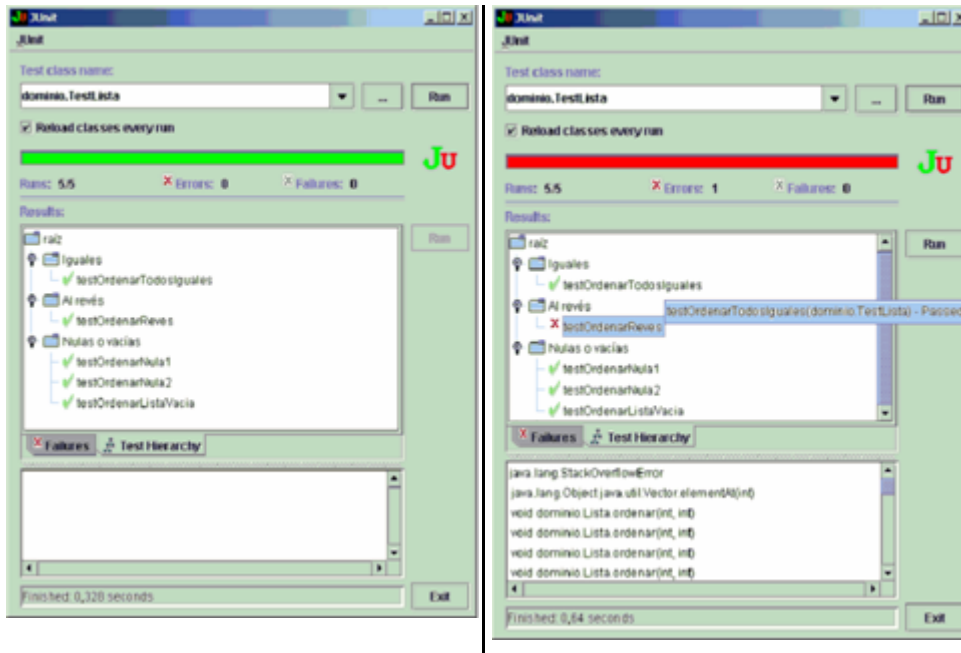 JUnit
JUnit
Test class name:
dominio.TestLista
...
Run
Reload classes every run
JU
Runs: 5/5
Errors: 0
Failures: 0
Results:
raíz
Run
Iguales
testOrdenarTodosIguales
Al revés
testOrdenarReves
Nulas o vacías
testOrdenarNula1
testOrdenarNula2
testOrdenarListaVacia
Failures
Test Hierarchy
Finished: 0,328 seconds
Exit
JUnit
JUnit
Test class name:
dominio.TestLista
...
Run
Reload classes every run
JU
Runs: 5/5
Errors: 1
Failures: 0
Results:
raíz
Run
Iguales
testOrdenarTodosIguales
Al revés
testOrdenarTodosIguales(dominio.TestLista) - Passed
testOrdenarReves
Nulas o vacías
testOrdenarNula1
testOrdenarNula2
testOrdenarListaVacia
Failures
Test Hierarchy
java.lang.StackOverflowError
java.lang.Object java.util.Vector.elementAt(int)
void dominio.Lista.ordenar(int, int)
void dominio.Lista.ordenar(int, int)
void dominio.Lista.ordenar(int, int)
void dominio.Lista.ordenar(int, int)
Finished: 0,64 seconds
Exit